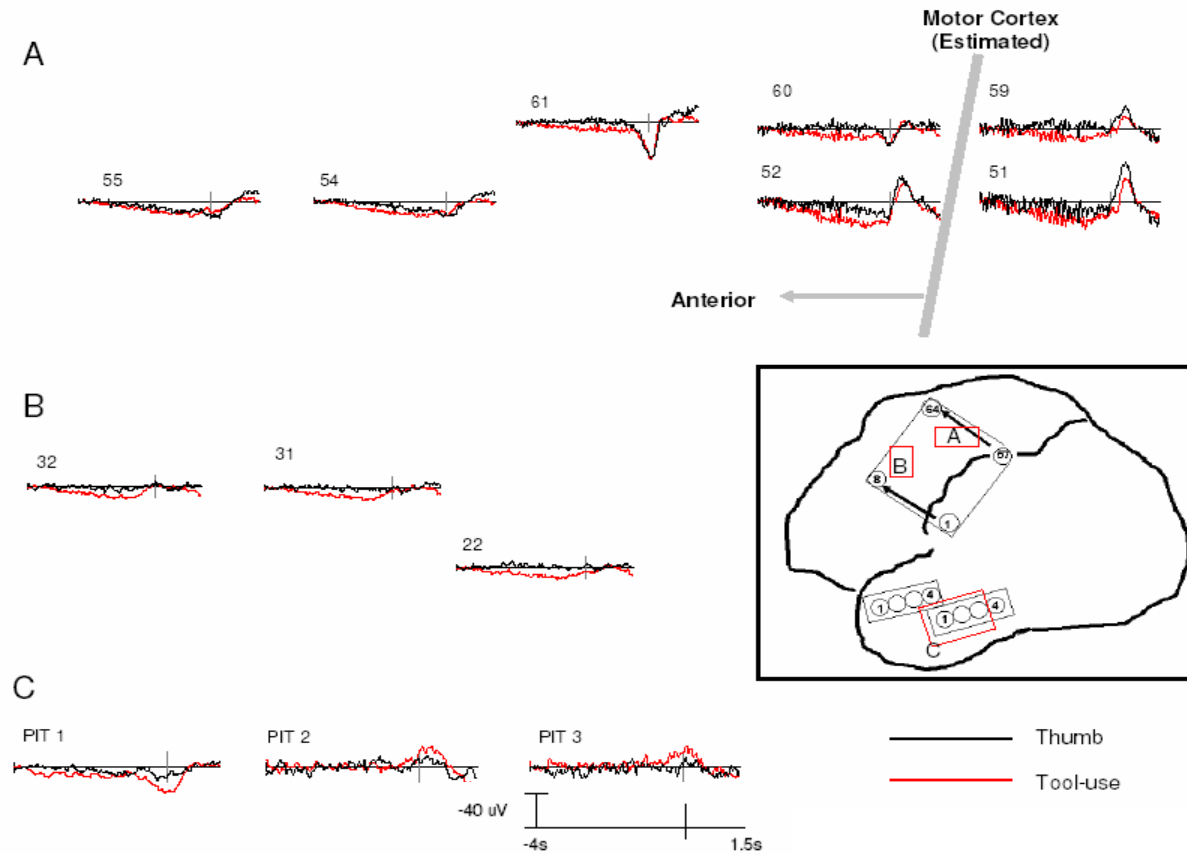 A
Motor Cortex
(Estimated)
61
60
59
55
54
52
51
Anterior
B
32
31
22
64
A
B
57
8
1
1
4
1
4
C
C
PIT 1
PIT 2
PIT 3
Thumb
Tool-use
-40 uV
-4s
1.5s